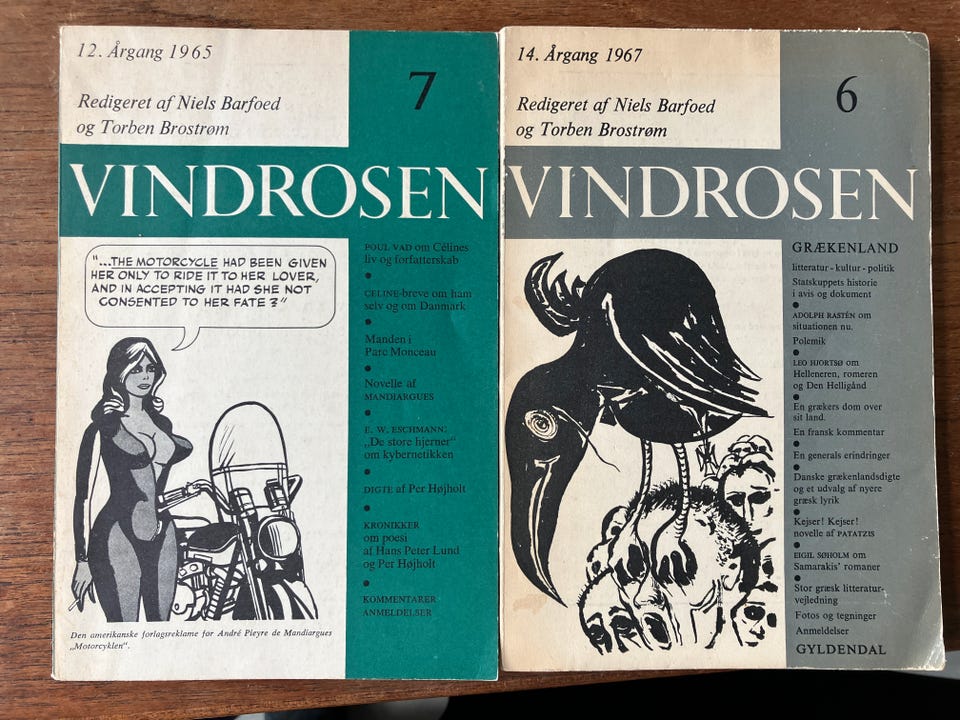 12. Årgang 1965
7
Redigeret af Niels Barfoed
og Torben Brostrøm
VINDROSEN
"...THE MOTORCYCLE HAD BEEN GIVEN
HER ONLY TO RIDE IT TO HER LOVER,
AND IN ACCEPTING IT HAD SHE NOT
CONSENTED TO HER FATE ?"
POUL VAD om Célines
liv og forfatterskab
CELINE-breve om ham
selv og om Danmark
Manden i
Parc Monceau
Novelle af
MANDIARGUES
E. W. ESCHMANN:
„De store hjerner"
om kybernetikken
DIGTE af Per Højholt
KRONIKKER
om poesi
af Hans Peter Lund
og Per Højholt
KOMMENTARER
ANMELDELSER
Den amerikanske forlagsreklame for André Pieyre de Mandiargues
„Motorcyklen".
14. Årgang 1967
6
Redigeret af Niels Barfoed
og Torben Brostrøm
VINDROSEN
GRÆKENLAND
litteratur - kultur - politik
Statskuppets historie
i avis og dokument
ADOLPH RASTÉN om
situationen nu.
Polemik
LEO HJORTSØ om
Helleneren, romeren
og Den Helligånd
En grækers dom over
sit land.
En fransk kommentar
En generals erindringer
Danske grækenlandsdigte
og et udvalg af nyere
græsk lyrik
Kejser! Kejser!
novelle af PATATZIS
EIGIL SØHOLM om
Samarakis' romaner
Stor græsk litteratur-
vejledning
Fotos og tegninger
Anmeldelser
GYLDENDAL